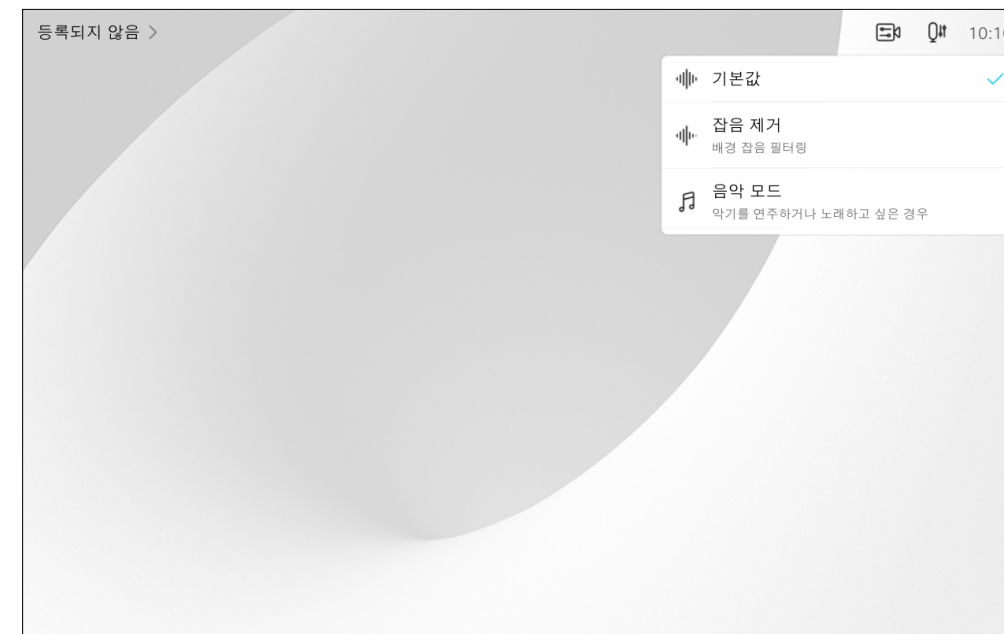 등록되지 않음
10:1
기본값
잡음 제거
배경 잡음 필터링
음악 모드
악기를 연주하거나 노래하고 싶은 경우